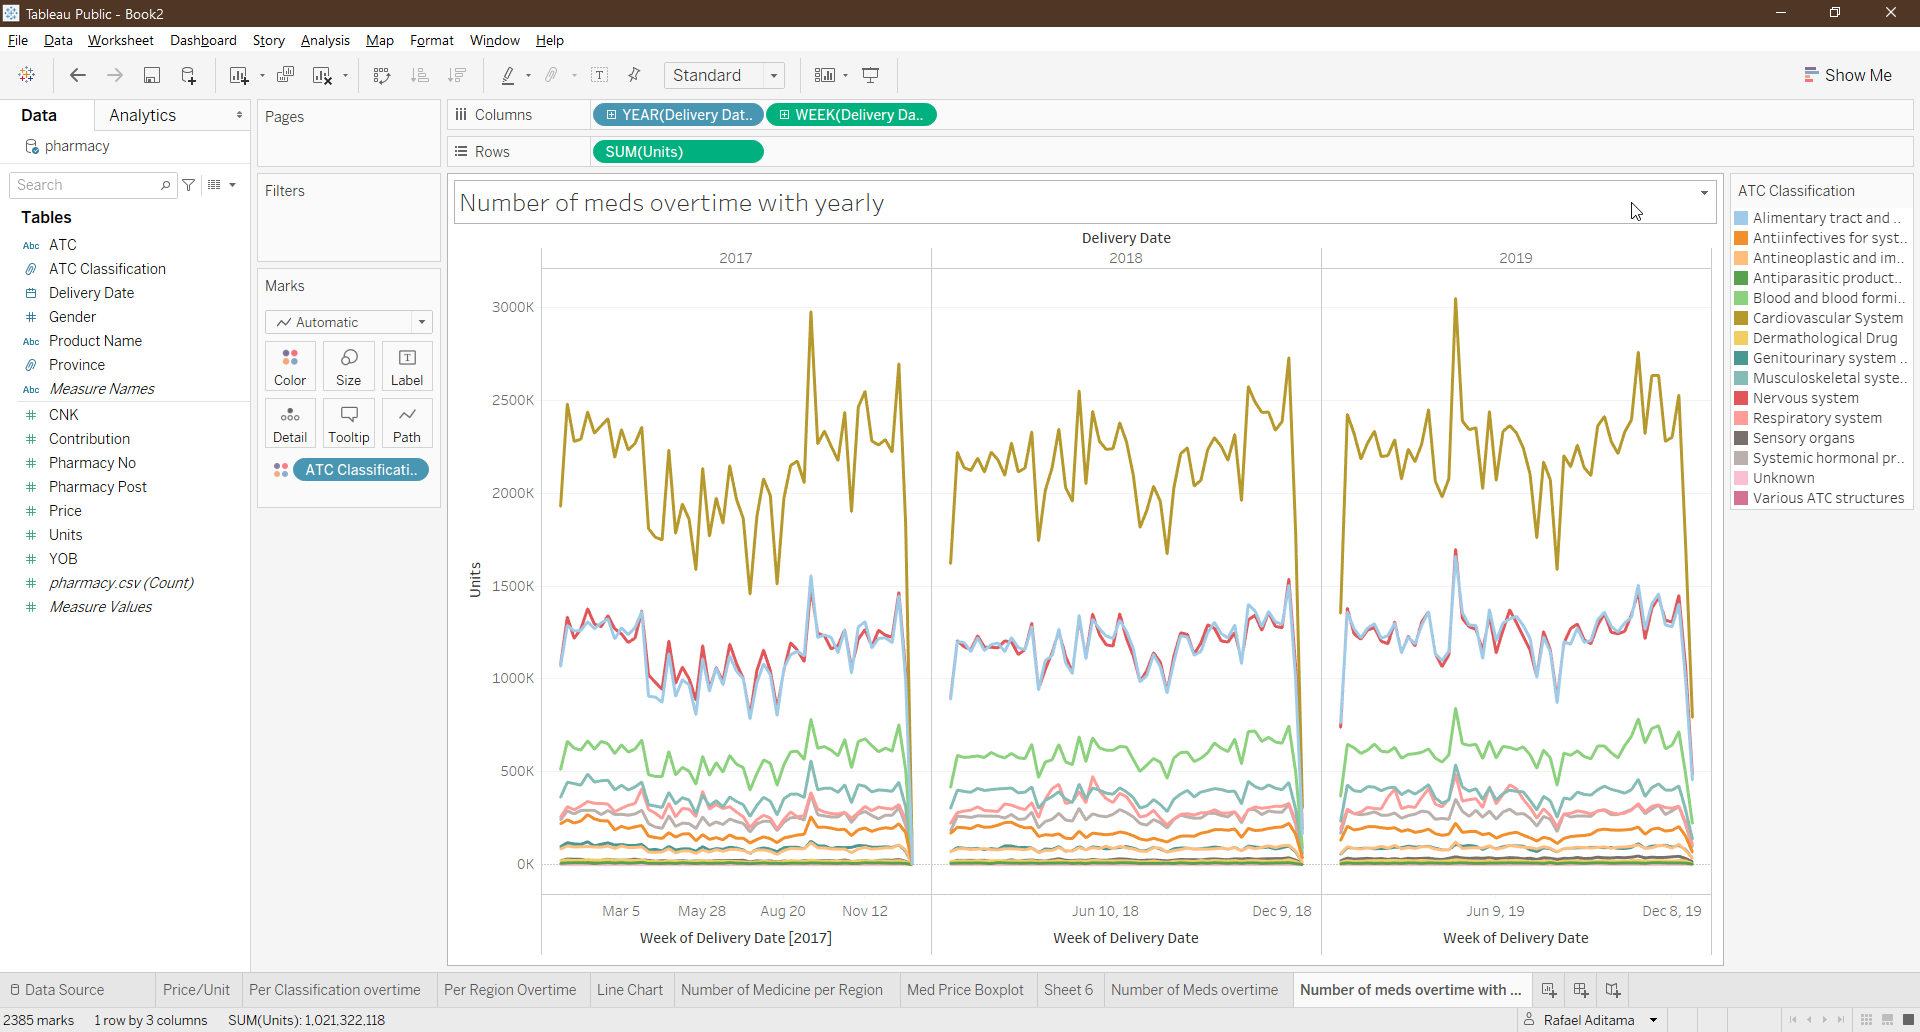 Tableau Public - Book2
File Data Worksheet Dashboard Story Analysis Map Format Window Help
Standard
Show Me
Data Analytics
pharmacy
Search
Tables
Abc ATC
ATC Classification
Delivery Date
Gender
Abc Product Name
Province
Abc Measure Names
CNK
Contribution
Pharmacy No
Pharmacy Post
Price
Units
YOB
pharmacy.csv (Count)
Measure Values
Pages
Filters
Marks
Automatic
Color Size Label
Detail Tooltip Path
ATC Classificati..
Columns YEAR(Delivery Dat.. WEEK(Delivery Da..
Rows SUM(Units)
Number of meds overtime with yearly
Delivery Date
2017 2018 2019
3000K
2500K
2000K
1500K
1000K
500K
0K
Units
Mar 5 May 28 Aug 20 Nov 12 Jun 10, 18 Dec 9, 18 Jun 9, 19 Dec 8, 19
Week of Delivery Date [2017] Week of Delivery Date Week of Delivery Date
ATC Classification
Alimentary tract and ..
Antiinfectives for syst..
Antineoplastic and im..
Antiparasitic product..
Blood and blood formi..
Cardiovascular System
Dermathological Drug
Genitourinary system ..
Musculoskeletal syste..
Nervous system
Respiratory system
Sensory organs
Systemic hormonal pr..
Unknown
Various ATC structures
Data Source Price/Unit Per Classification overtime Per Region Overtime Line Chart Number of Medicine per Region Med Price Boxplot Sheet 6 Number of Meds overtime Number of meds overtime with ...
2385 marks 1 row by 3 columns SUM(Units): 1,021,322,118 Rafael Aditama